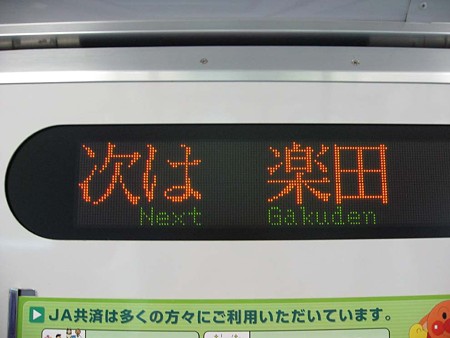 次は 楽田
Next Gakuden
JA共済は多くの方々にご利用いただいています。